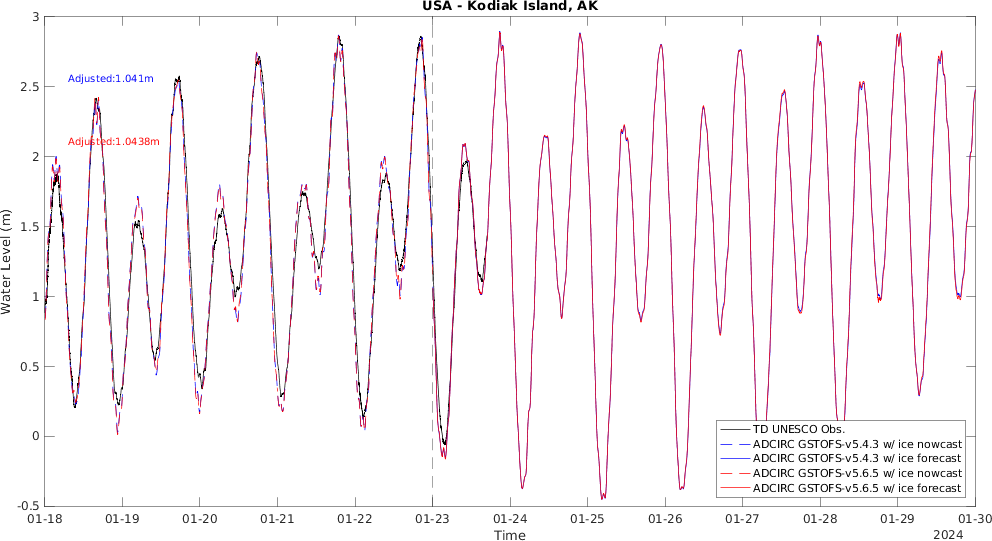 USA - Kodiak Island, AK
3
2.5
2
1.5
1
0.5
0
-0.5
Water Level (m)
Adjusted:1.041m
Adjusted:1.0438m
TD UNESCO Obs.
ADCIRC GSTOFS-v5.4.3 w/ ice nowcast
ADCIRC GSTOFS-v5.4.3 w/ ice forecast
ADCIRC GSTOFS-v5.6.5 w/ ice nowcast
ADCIRC GSTOFS-v5.6.5 w/ ice forecast
01-18 01-19 01-20 01-21 01-22 01-23 01-24 01-25 01-26 01-27 01-28 01-29 01-30
Time
2024